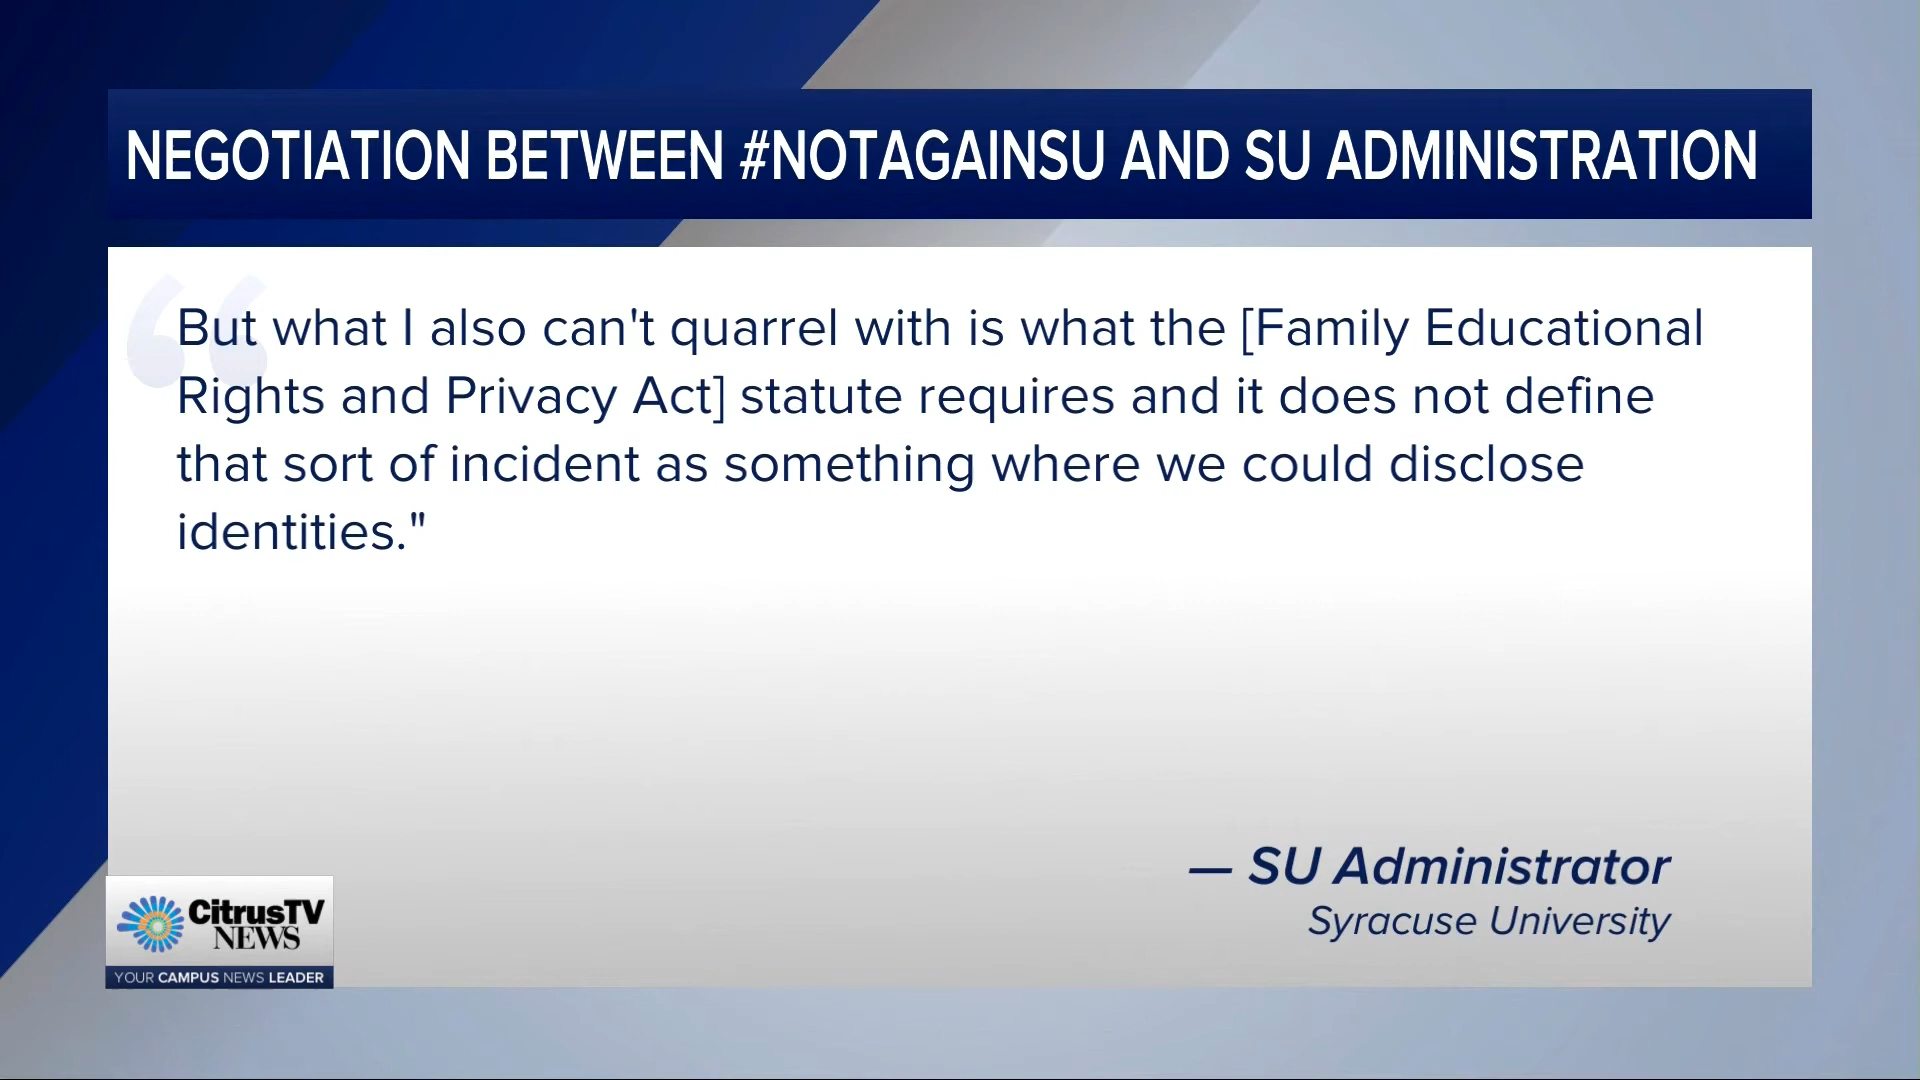 NEGOTIATION BETWEEN #NOTAGAINSU AND SU ADMINISTRATION
“
But what I also can't quarrel with is what the [Family Educational
Rights and Privacy Act] statute requires and it does not define
that sort of incident as something where we could disclose
identities."
— SU Administrator
Syracuse University
CitrusTV
NEWS
YOUR CAMPUS NEWS LEADER